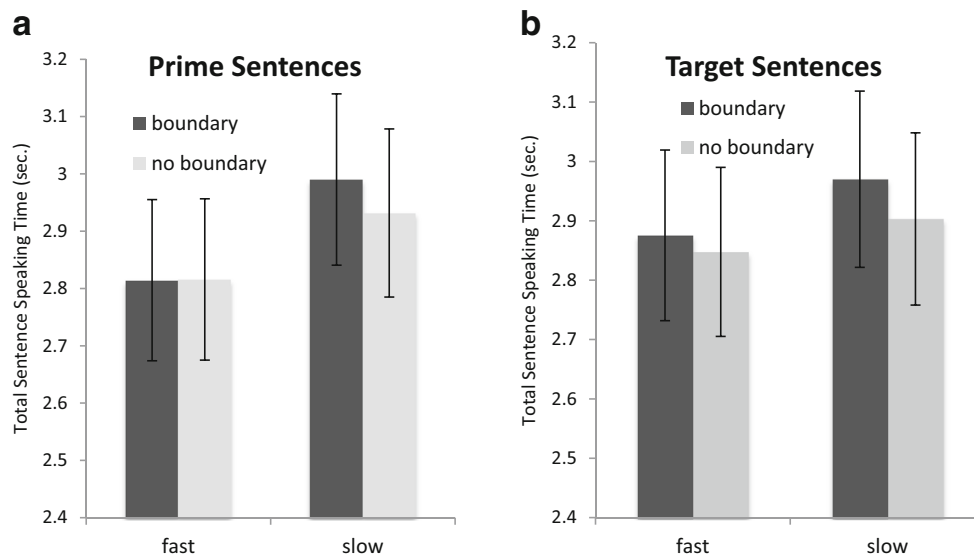 a
Prime Sentences
boundary
no boundary
Total Sentence Speaking Time (sec.)
3.2
3.1
3
2.9
2.8
2.7
2.6
2.5
2.4
fast slow
b
Target Sentences
boundary
no boundary
Total Sentence Speaking Time (sec.)
3.2
3.1
3
2.9
2.8
2.7
2.6
2.5
2.4
fast slow